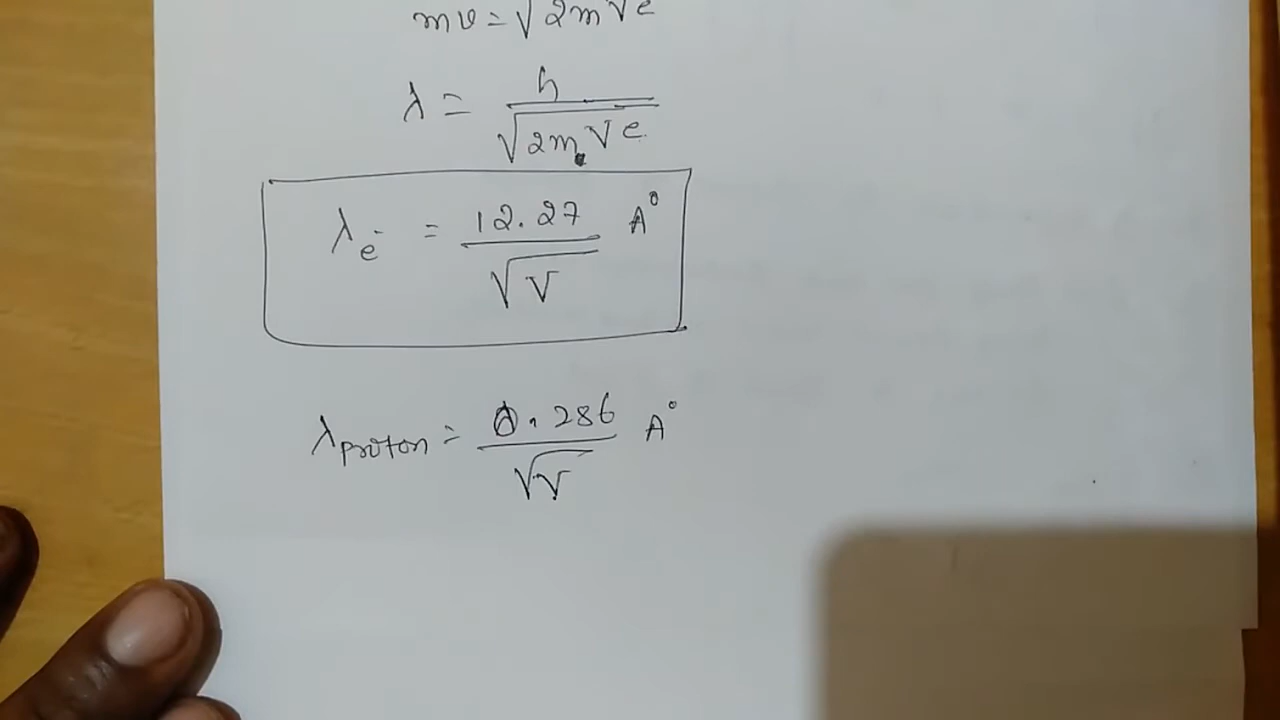 mv = √2mVe
λ = h / √2mVe
λe⁻ = 12.27 / √V A°
λproton = 0.286 / √V A°